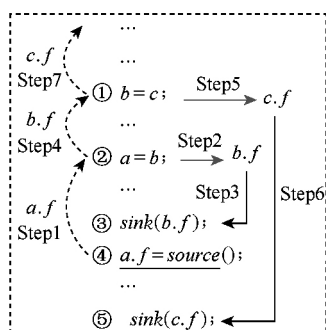 ...
c.f
...
Step7
① b=c; Step5 c.f
b.f
...
Step4
② a=b; Step2 b.f
...
Step3 Step6
a.f
③ sink(b.f);
Step1
④ a.f=source();
...
⑤ sink(c.f);